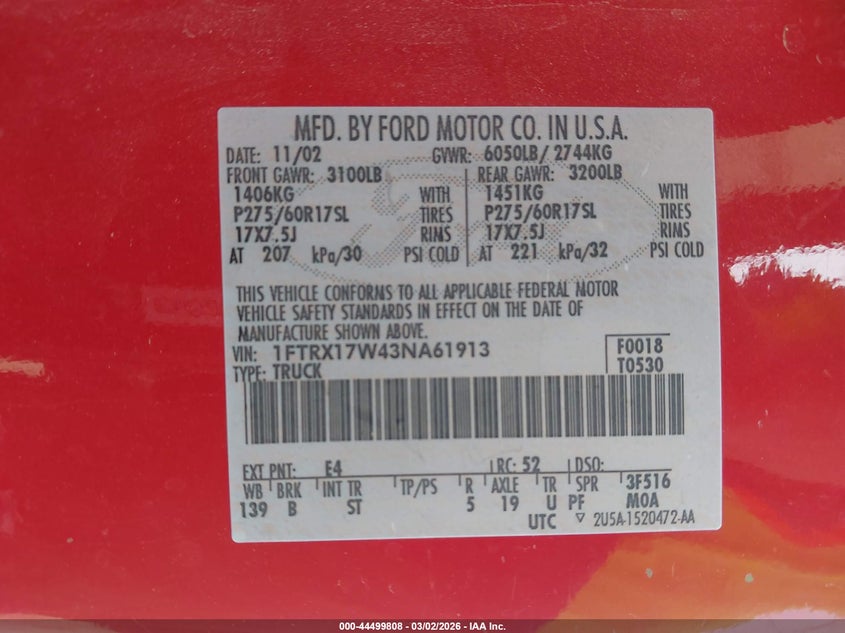 MFD. BY FORD MOTOR CO. IN U.S.A.
DATE: 11/02 GVWR: 6050LB/ 2744KG
FRONT GAWR: 3100LB REAR GAWR: 3200LB
1406KG WITH 1451KG WITH
P275/60R17SL TIRES P275/60R17SL TIRES
17X7.5J RIMS 17X7.5J RIMS
AT 207 kPa/30 PSI COLD AT 221 kPa/32 PSI COLD
THIS VEHICLE CONFORMS TO ALL APPLICABLE FEDERAL MOTOR
VEHICLE SAFETY STANDARDS IN EFFECT ON THE DATE OF
MANUFACTURE SHOWN ABOVE.
VIN: 1FTRX17W43NA61913 F0018
TYPE: TRUCK T0530
EXT PNT: E4 RC: 52 DSO:
WB BRK INT TR TP/PS R AXLE TR SPR 3F516
139 B ST 5 19 U PF MOA
UTC ▽ 2U5A-1520472-AA
000-44499808 - 03/02/2026 - IAA Inc.